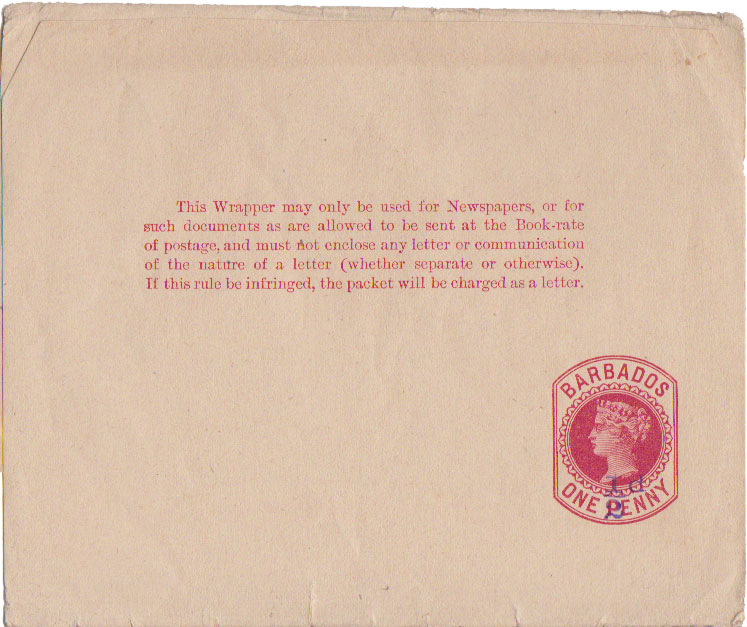 This Wrapper may only be used for Newspapers, or for
such documents as are allowed to be sent at the Book-rate
of postage, and must not enclose any letter or communication
of the nature of a letter (whether separate or otherwise).
If this rule be infringed, the packet will be charged as a letter.
BARBADOS
½d
ONE PENNY